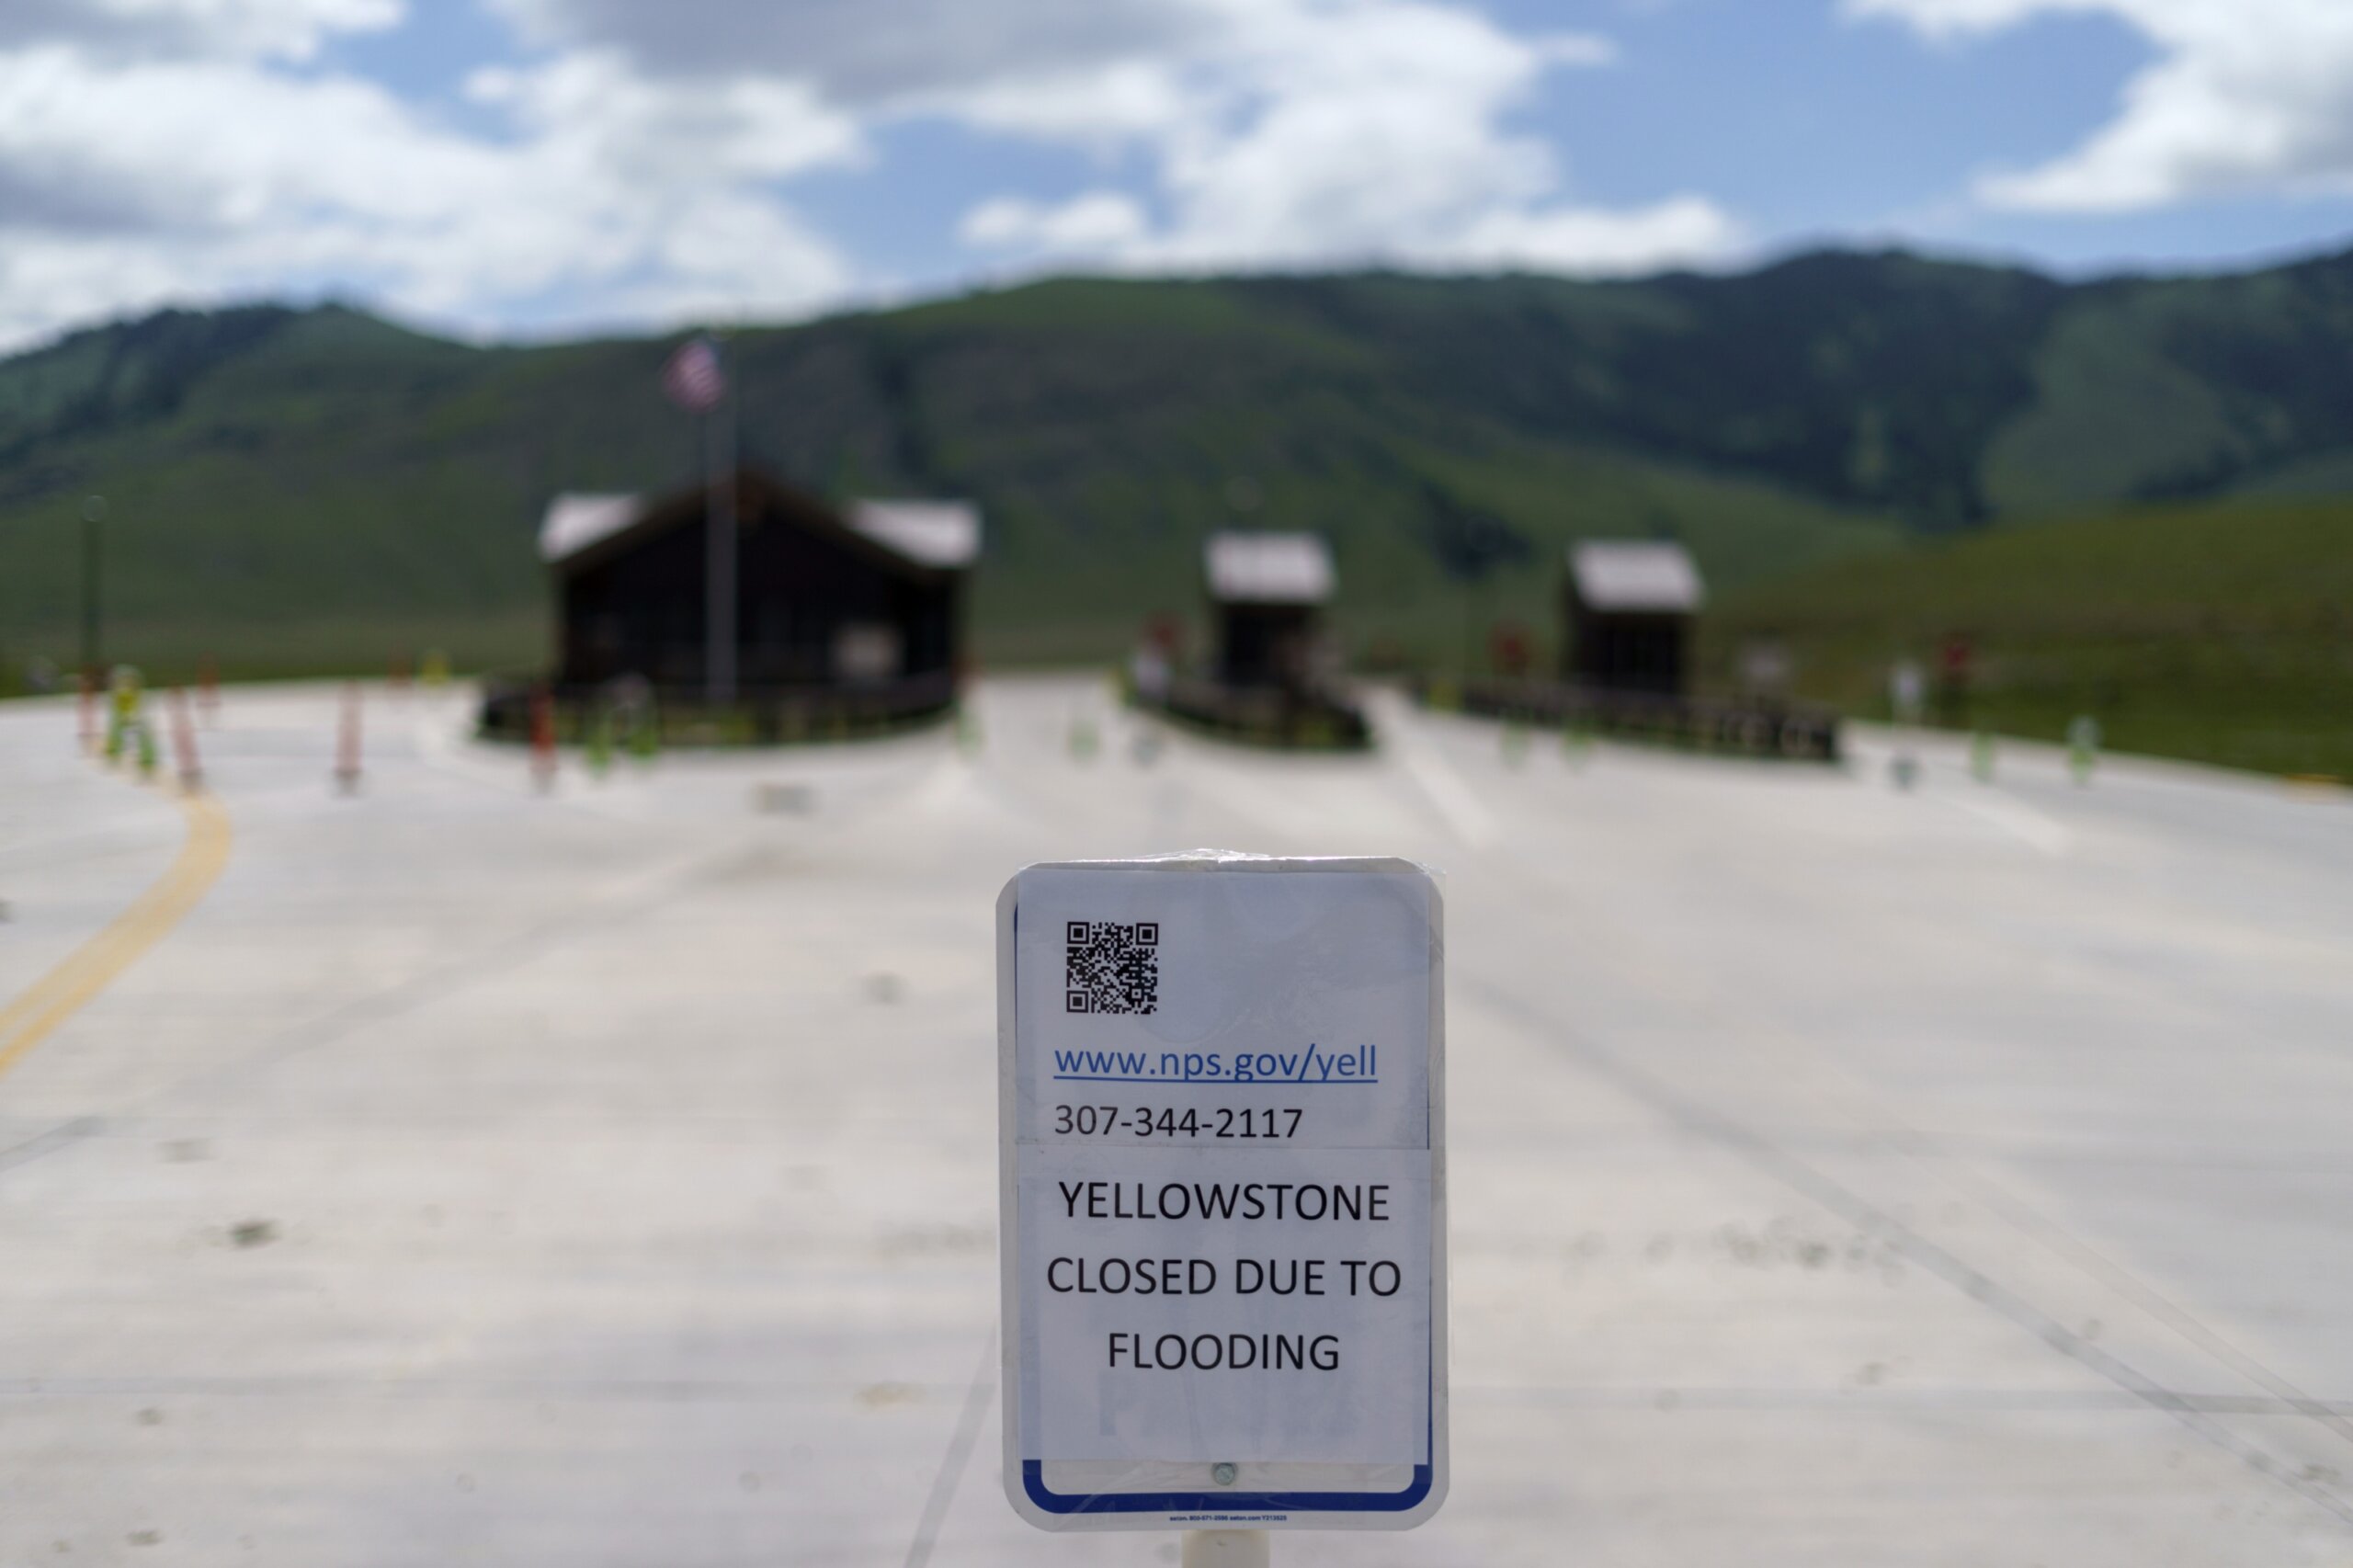 www.nps.gov/yell
307-344-2117
YELLOWSTONE
CLOSED DUE TO
FLOODING